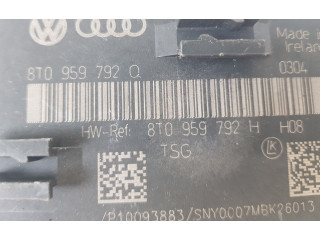 Made in
Ireland
8T0 959 792 Q 0304
HW-Ref: 8T0 959 792 H H08
TSG
/P10093883/SNY0C07MBK26013